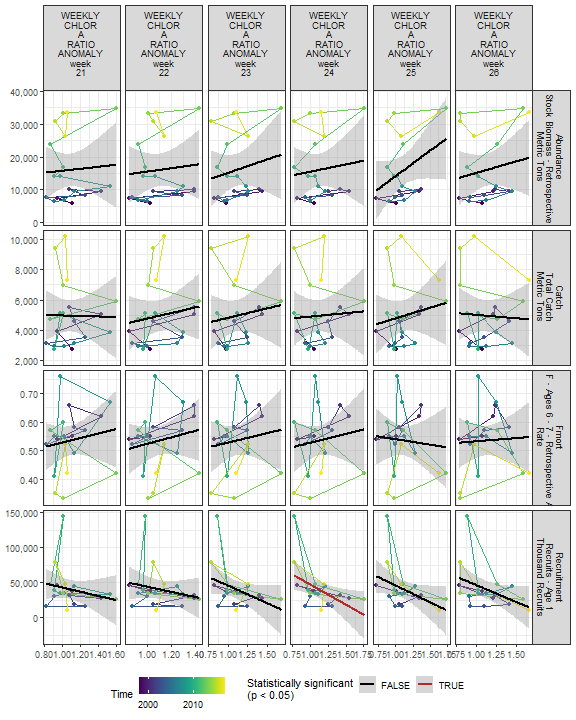 WEEKLY WEEKLY WEEKLY WEEKLY WEEKLY WEEKLY
CHLOR CHLOR CHLOR CHLOR CHLOR CHLOR
A A A A A A
RATIO RATIO RATIO RATIO RATIO RATIO
ANOMALY ANOMALY ANOMALY ANOMALY ANOMALY ANOMALY
week week week week week week
21 22 23 24 25 26
40,000
30,000
20,000
10,000
0
Abundance
Stock Biomass - Retrospective
Metric Tons
10,000
8,000
6,000
4,000
2,000
Catch
Total Catch
Metric Tons
0.70
0.60
0.50
0.40
Fmort
F - Ages 6 - 7 - Retrospective
Rate
150,000
100,000
50,000
0
Recruitment
Recruits - Age 1
Thousand Recruits
0.80 1.00 1.20 1.40 1.60 1.00 1.20 1.40 0.75 1.00 1.25 1.50 0.75 1.00 1.25 1.50 1.75 1.00 1.25 1.50 1.00 1.25 1.50
Time
2000 2010
Statistically significant
(p < 0.05)
FALSE TRUE